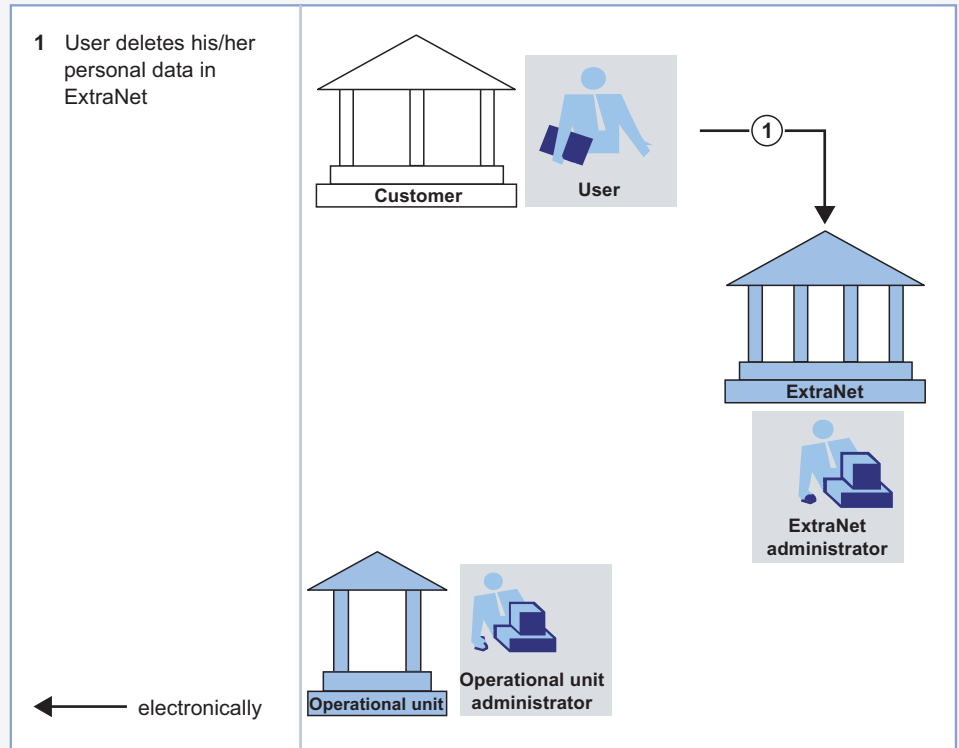 1 User deletes his/her
personal data in
ExtraNet
Customer
User
1
ExtraNet
ExtraNet
administrator
Operational unit
Operational unit
administrator
electronically